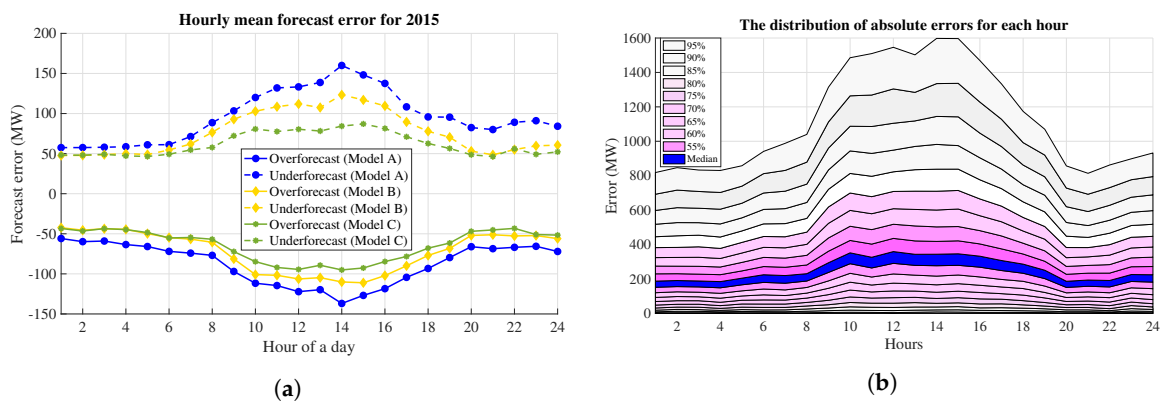 Hourly mean forecast error for 2015
200
150
100
50
0
-50
-100
-150
Forecast error (MW)
Overforecast (Model A)
Underforecast (Model A)
Overforecast (Model B)
Underforecast (Model B)
Overforecast (Model C)
Underforecast (Model C)
2 4 6 8 10 12 14 16 18 20 22 24
Hour of a day
(a)
The distribution of absolute errors for each hour
1600
1400
1200
1000
800
600
400
200
0
Error (MW)
95%
90%
85%
80%
75%
70%
65%
60%
55%
Median
2 4 6 8 10 12 14 16 18 20 22 24
Hours
(b)